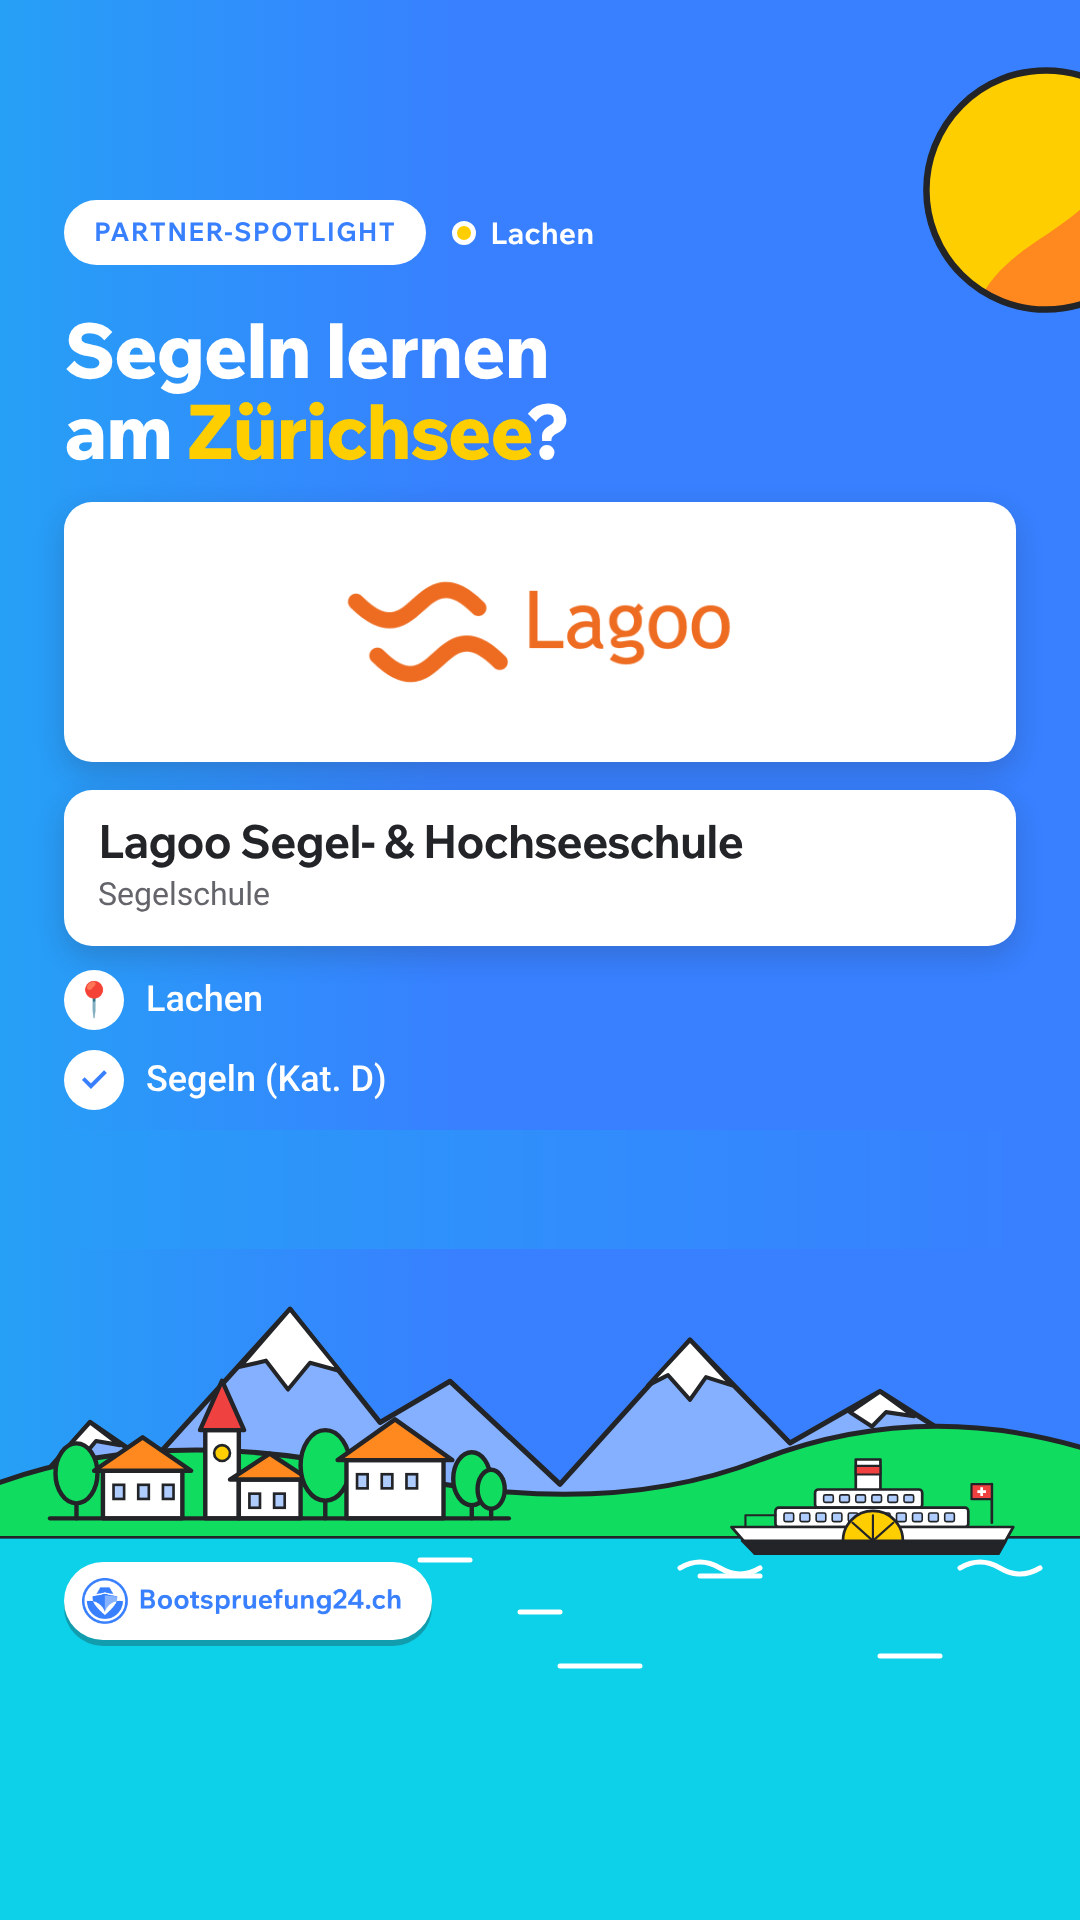 PARTNER-SPOTLIGHT
Lachen
Segeln lernen
am Zürichsee?
Lagoo
Lagoo Segel- & Hochseeschule
Segelschule
Lachen
Segeln (Kat. D)
Bootspruefung24.ch